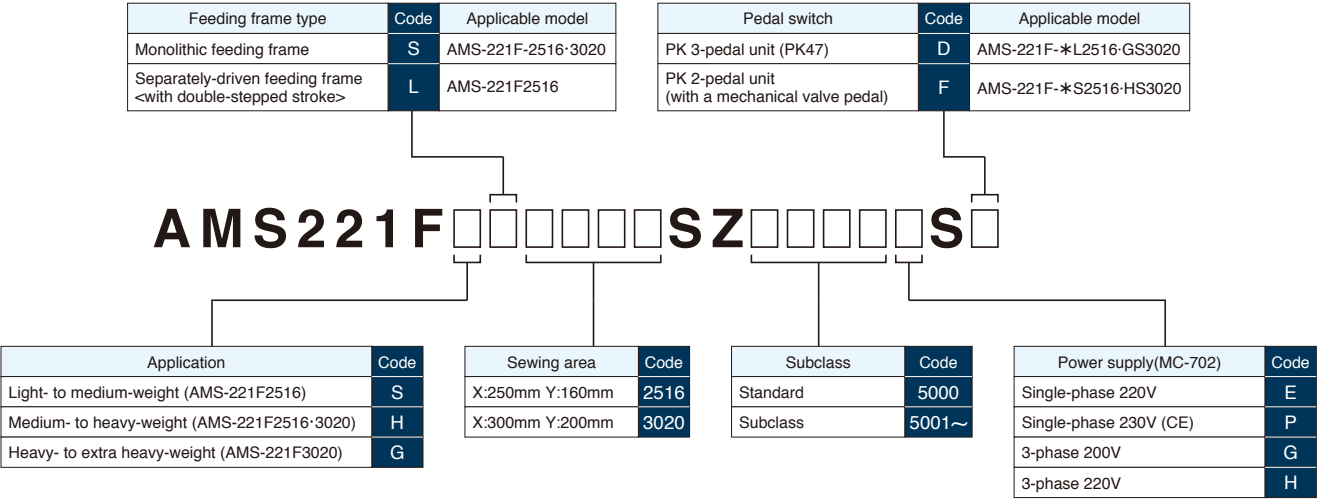 Feeding frame type Code Applicable model
Monolithic feeding frame S AMS-221F-2516·3020
Separately-driven feeding frame
<with double-stepped stroke> L AMS-221F2516
Pedal switch Code Applicable model
PK 3-pedal unit (PK47) D AMS-221F-∗L2516·GS3020
PK 2-pedal unit
(with a mechanical valve pedal) F AMS-221F-∗S2516·HS3020
AMS221F□□□□□□SZ□□□□□S□
Application Code
Light- to medium-weight (AMS-221F2516) S
Medium- to heavy-weight (AMS-221F2516·3020) H
Heavy- to extra heavy-weight (AMS-221F3020) G
Sewing area Code
X:250mm Y:160mm 2516
X:300mm Y:200mm 3020
Subclass Code
Standard 5000
Subclass 5001~
Power supply(MC-702) Code
Single-phase 220V E
Single-phase 230V (CE) P
3-phase 200V G
3-phase 220V H